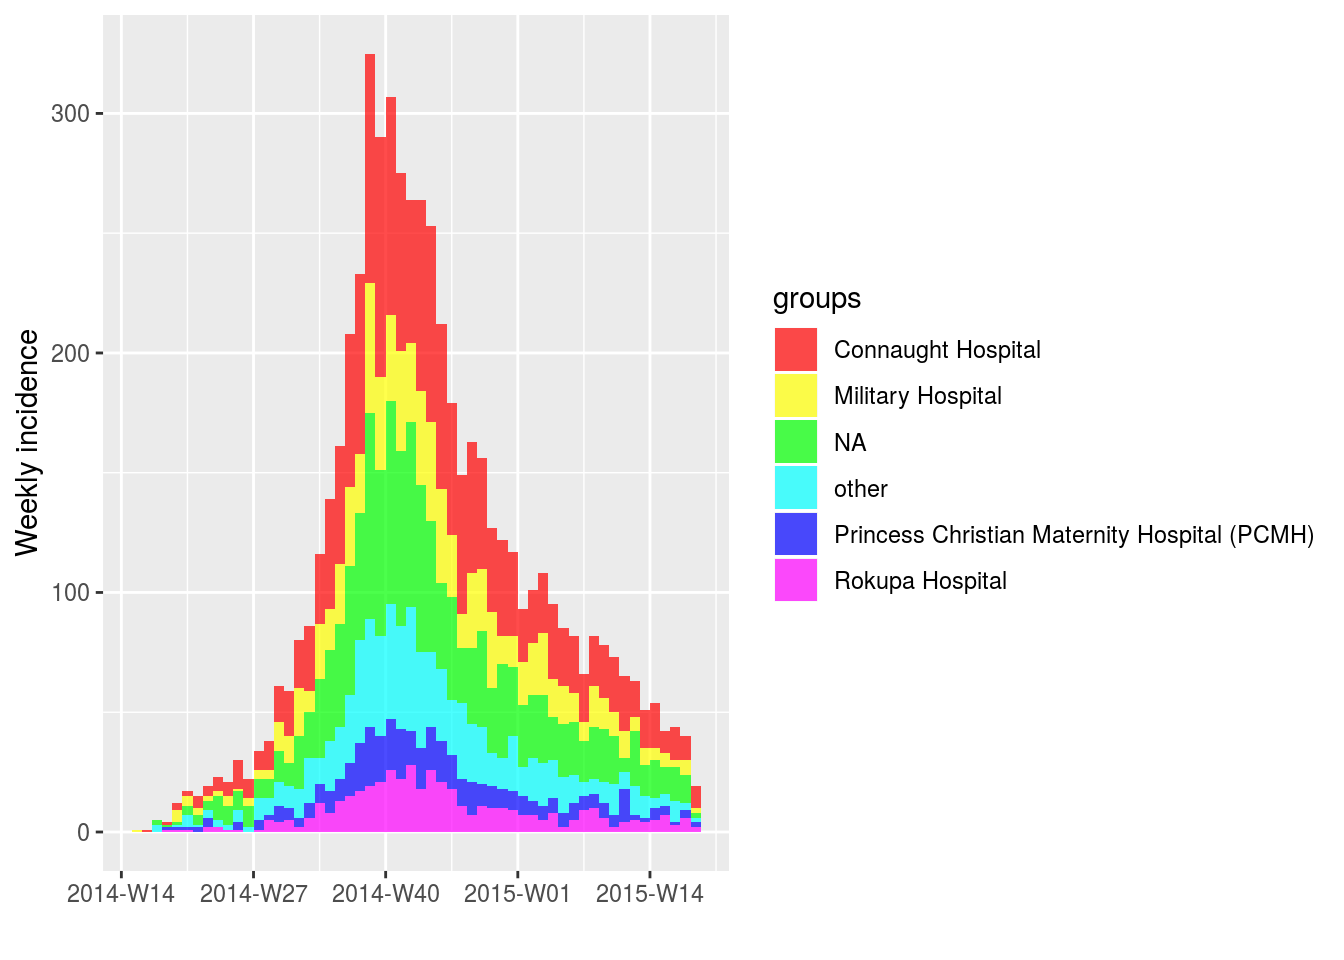 Weekly incidence
300
200
100
0
2014-W14 2014-W27 2014-W40 2015-W01 2015-W14
groups
Connaught Hospital
Military Hospital
NA
other
Princess Christian Maternity Hospital (PCMH)
Rokupa Hospital